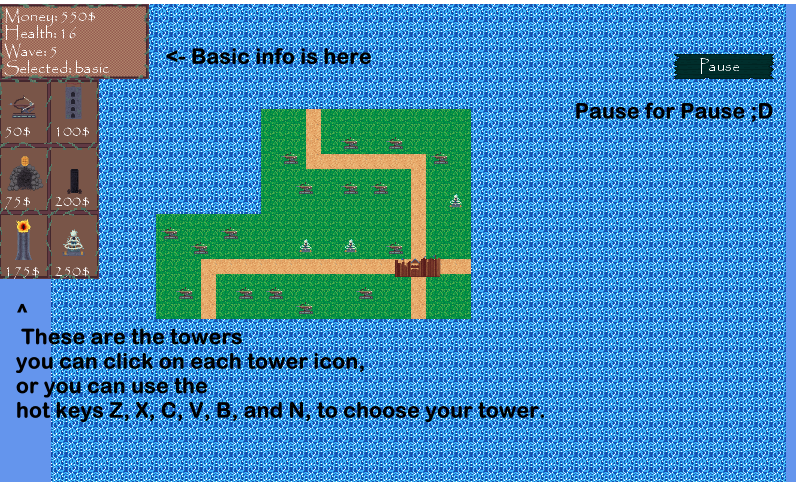 Money: 550$
Health: 16
Wave: 5
Selected: basic
<- Basic info is here
Pause
Pause for Pause ;D
50$ 100$
75$ 200$
175$ 250$
^
These are the towers
you can click on each tower icon,
or you can use the
hot keys Z, X, C, V, B, and N, to choose your tower.